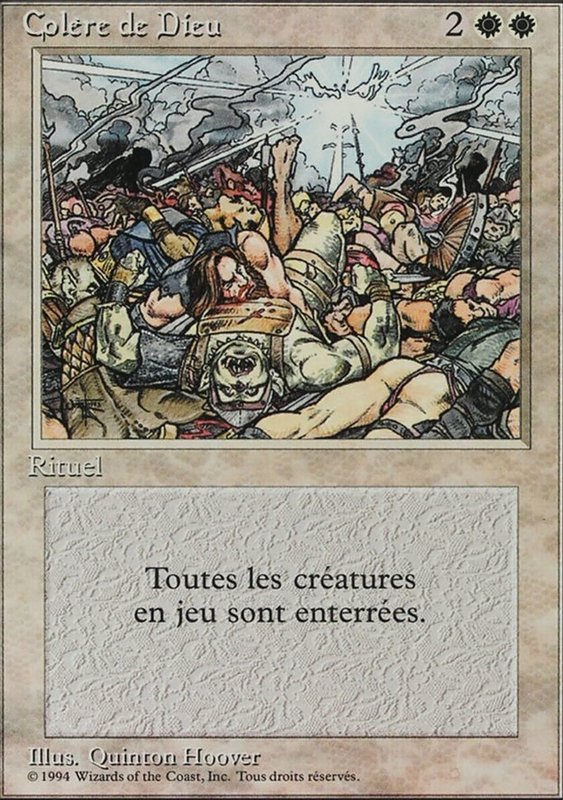 Colère de Dieu 2
Rituel
Toutes les créatures
en jeu sont enterrées.
Illus. Quinton Hoover
© 1994 Wizards of the Coast, Inc. Tous droits réservés.